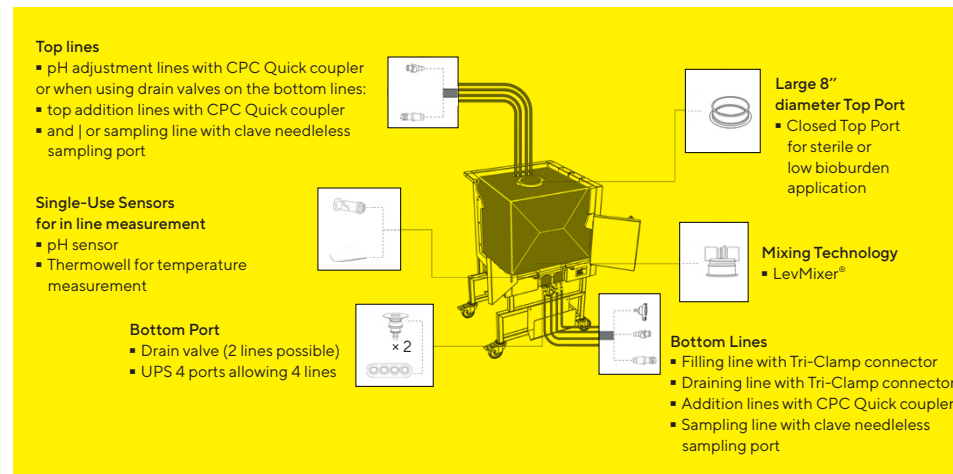 Top lines
▪ pH adjustment lines with CPC Quick coupler
or when using drain valves on the bottom lines:
▪ top addition lines with CPC Quick coupler
▪ and | or sampling line with clave needleless
sampling port
Large 8″
diameter Top Port
▪ Closed Top Port
for sterile or
low bioburden
application
Single-Use Sensors
for in line measurement
▪ pH sensor
▪ Thermowell for temperature
measurement
Mixing Technology
▪ LevMixer®
Bottom Port
▪ Drain valve (2 lines possible)
▪ UPS 4 ports allowing 4 lines
× 2
Bottom Lines
▪ Filling line with Tri-Clamp connector
▪ Draining line with Tri-Clamp connector
▪ Addition lines with CPC Quick coupler
▪ Sampling line with clave needleless
sampling port